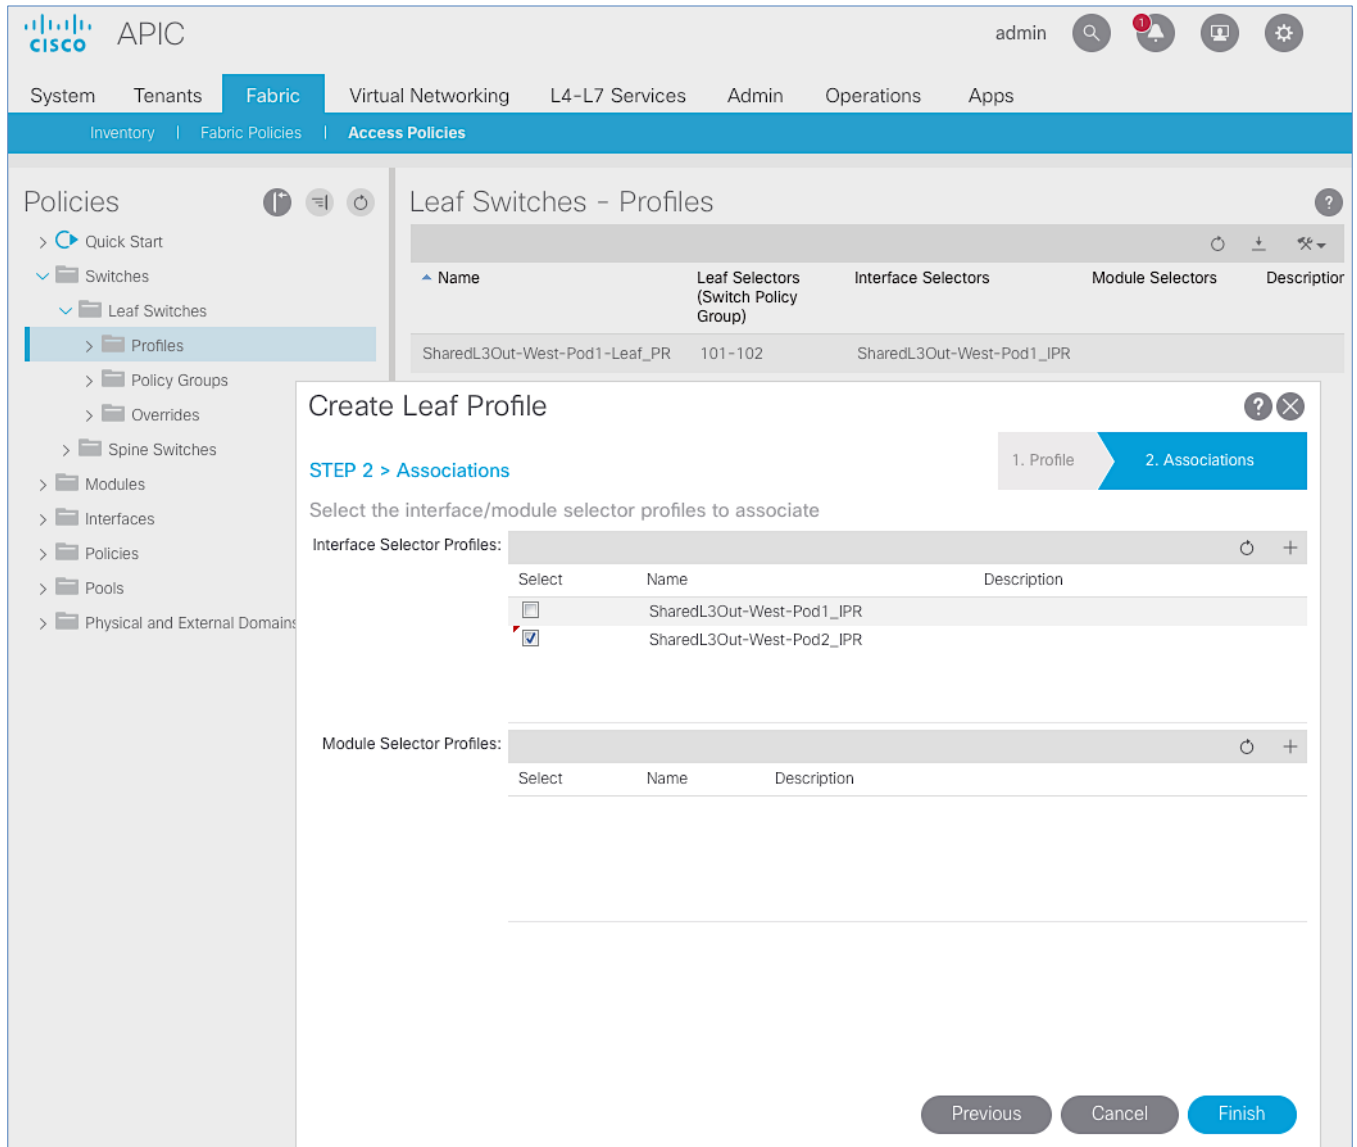 CISCO APIC admin 1
System Tenants Fabric Virtual Networking L4-L7 Services Admin Operations Apps
Inventory | Fabric Policies | Access Policies
Policies
Quick Start
Switches
Leaf Switches
Profiles
Policy Groups
Overrides
Spine Switches
Modules
Interfaces
Policies
Pools
Physical and External Domains
Leaf Switches - Profiles ?
Name Leaf Selectors (Switch Policy Group) Interface Selectors Module Selectors Description
SharedL3Out-West-Pod1-Leaf_PR 101-102 SharedL3Out-West-Pod1_IPR
Create Leaf Profile ?
STEP 2 > Associations 1. Profile 2. Associations
Select the interface/module selector profiles to associate
Interface Selector Profiles:
Select Name Description
SharedL3Out-West-Pod1_IPR
SharedL3Out-West-Pod2_IPR
Module Selector Profiles:
Select Name Description
Previous Cancel Finish